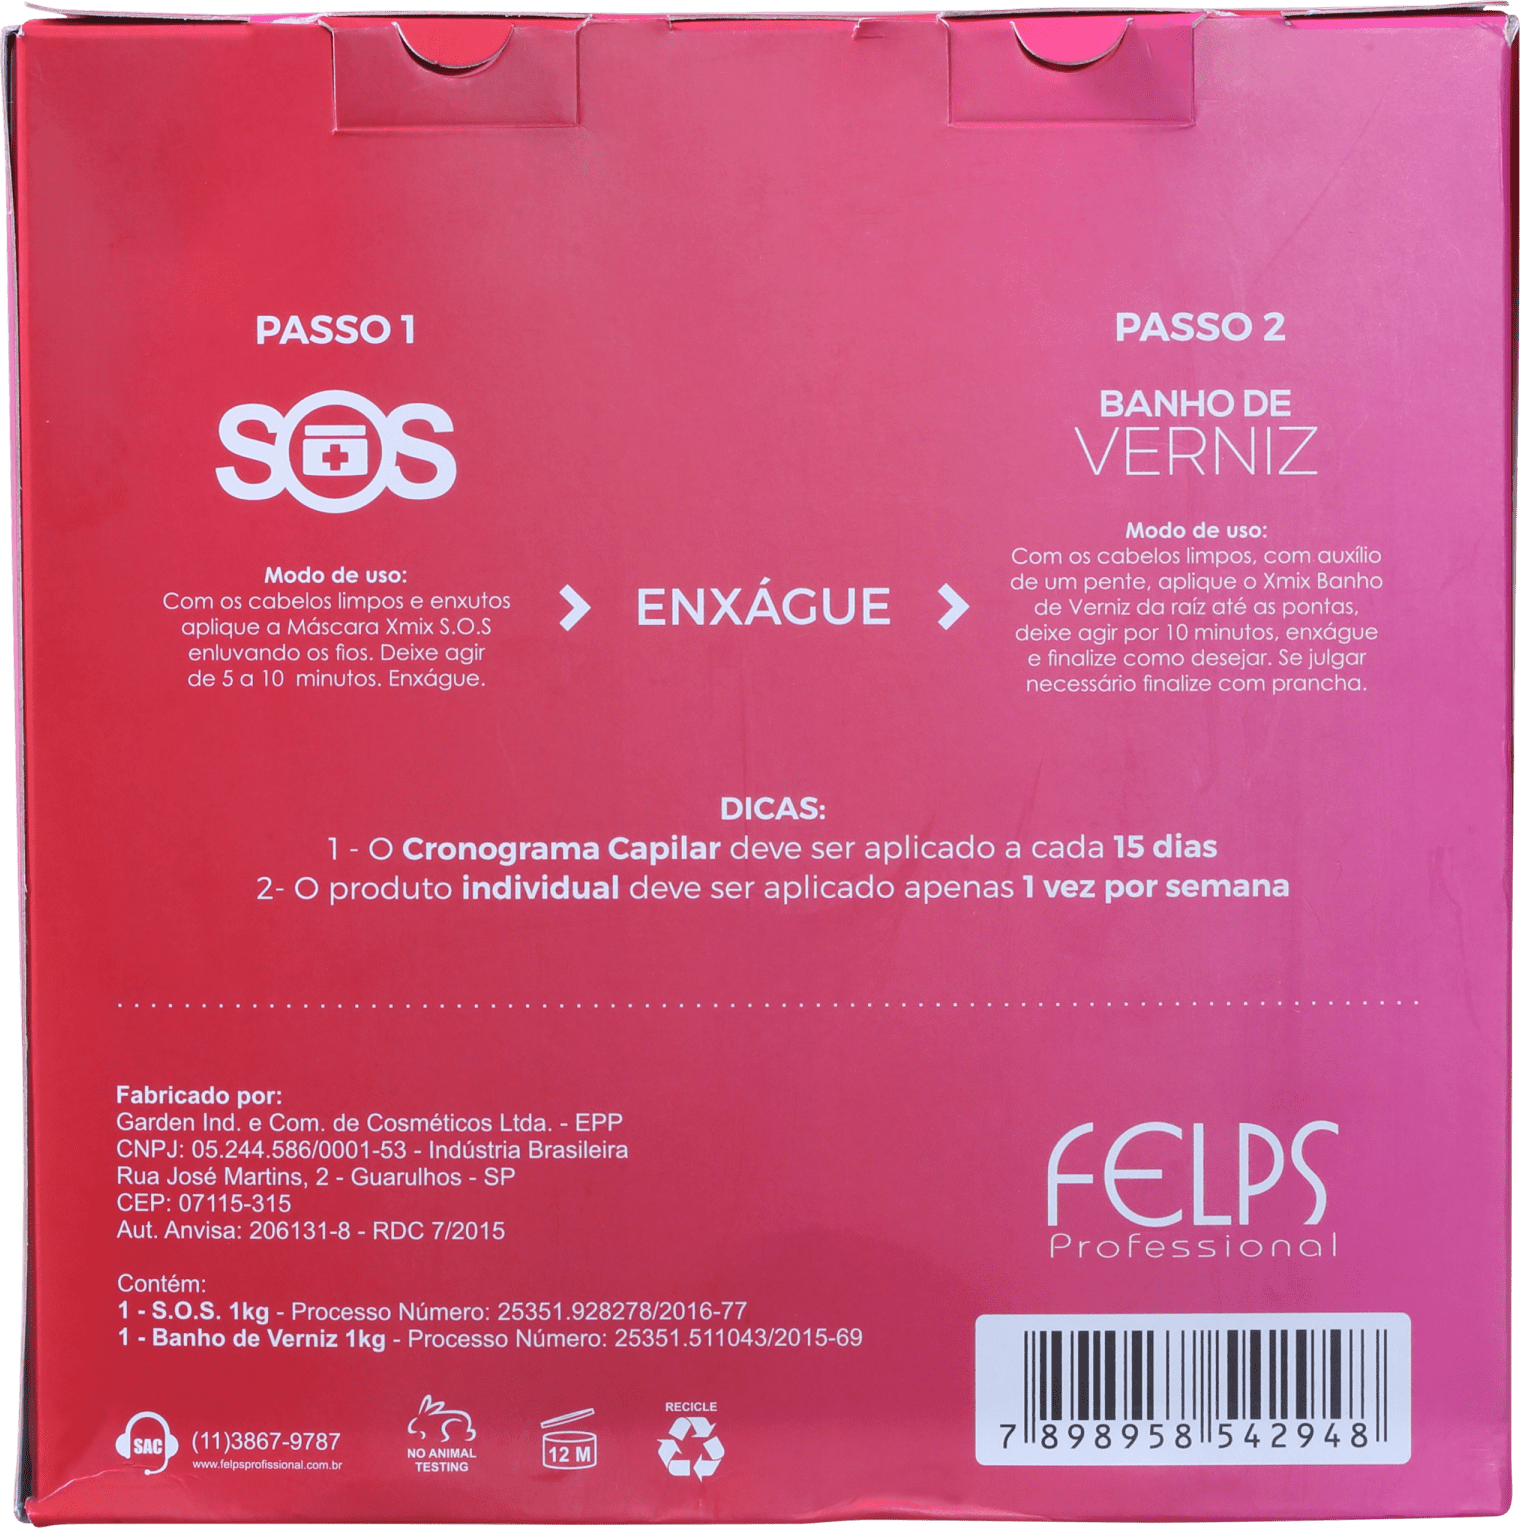 PASSO 1
SOS
Modo de uso:
Com os cabelos limpos e enxutos
aplique a Máscara Xmix S.O.S
enluvando os fios. Deixe agir
de 5 a 10 minutos. Enxágue.
ENXÁGUE
PASSO 2
BANHO DE
VERNIZ
Modo de uso:
Com os cabelos limpos, com auxílio
de um pente, aplique o Xmix Banho
de Verniz da raíz até as pontas,
deixe agir por 10 minutos, enxágue
e finalize como desejar. Se julgar
necessário finalize com prancha.
DICAS:
1 - O Cronograma Capilar deve ser aplicado a cada 15 dias
2- O produto individual deve ser aplicado apenas 1 vez por semana
Fabricado por:
Garden Ind. e Com. de Cosméticos Ltda. - EPP
CNPJ: 05.244.586/0001-53 - Indústria Brasileira
Rua José Martins, 2 - Guarulhos - SP
CEP: 07115-315
Aut. Anvisa: 206131-8 - RDC 7/2015
Contém:
1 - S.O.S. 1kg - Processo Número: 25351.928278/2016-77
1 - Banho de Verniz 1kg - Processo Número: 25351.511043/2015-69
SAC
(11)3867-9787
www.felpsprofissional.com.br
NO ANIMAL
TESTING
12 M
RECICLE
FELPS
Professional
7 898958 542948